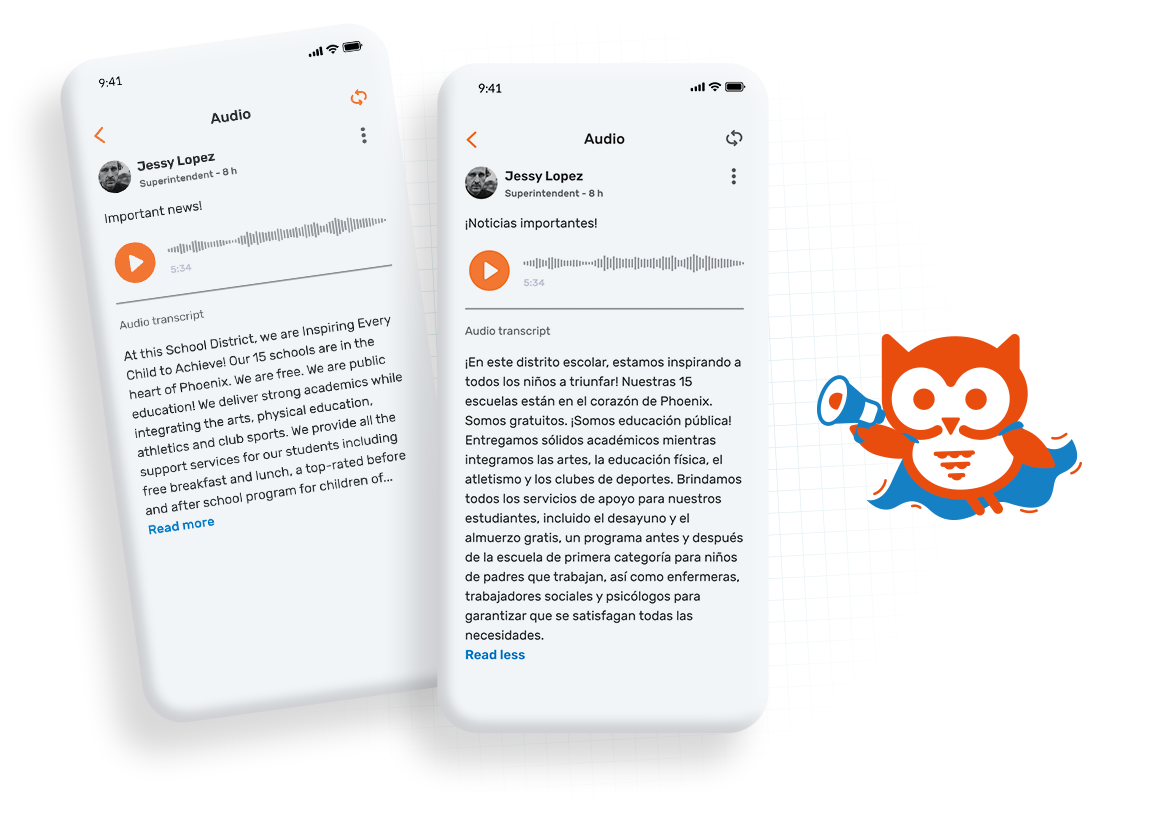 9:41
Audio
Jessy Lopez
Superintendent - 8 h
Important news!
5:34
Audio transcript
At this School District, we are Inspiring Every
Child to Achieve! Our 15 schools are in the
heart of Phoenix. We are free. We are public
education! We deliver strong academics while
integrating the arts, physical education,
athletics and club sports. We provide all the
support services for our students including
free breakfast and lunch, a top-rated before
and after school program for children of...
Read more
9:41
Audio
Jessy Lopez
Superintendent - 8 h
¡Noticias importantes!
5:34
Audio transcript
¡En este distrito escolar, estamos inspirando a
todos los niños a triunfar! Nuestras 15
escuelas están en el corazón de Phoenix.
Somos gratuitos. ¡Somos educación pública!
Entregamos sólidos académicos mientras
integramos las artes, la educación física, el
atletismo y los clubes de deportes. Brindamos
todos los servicios de apoyo para nuestros
estudiantes, incluido el desayuno y el
almuerzo gratis, un programa antes y después
de la escuela de primera categoría para niños
de padres que trabajan, así como enfermeras,
trabajadores sociales y psicólogos para
garantizar que se satisfagan todas las
necesidades.
Read less